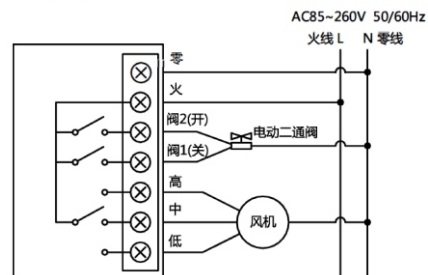 AC85~260V 50/60Hz
火线 L N 零线
零
火
阀2(开)
电动二通阀
阀1(关)
高
中
风机
低